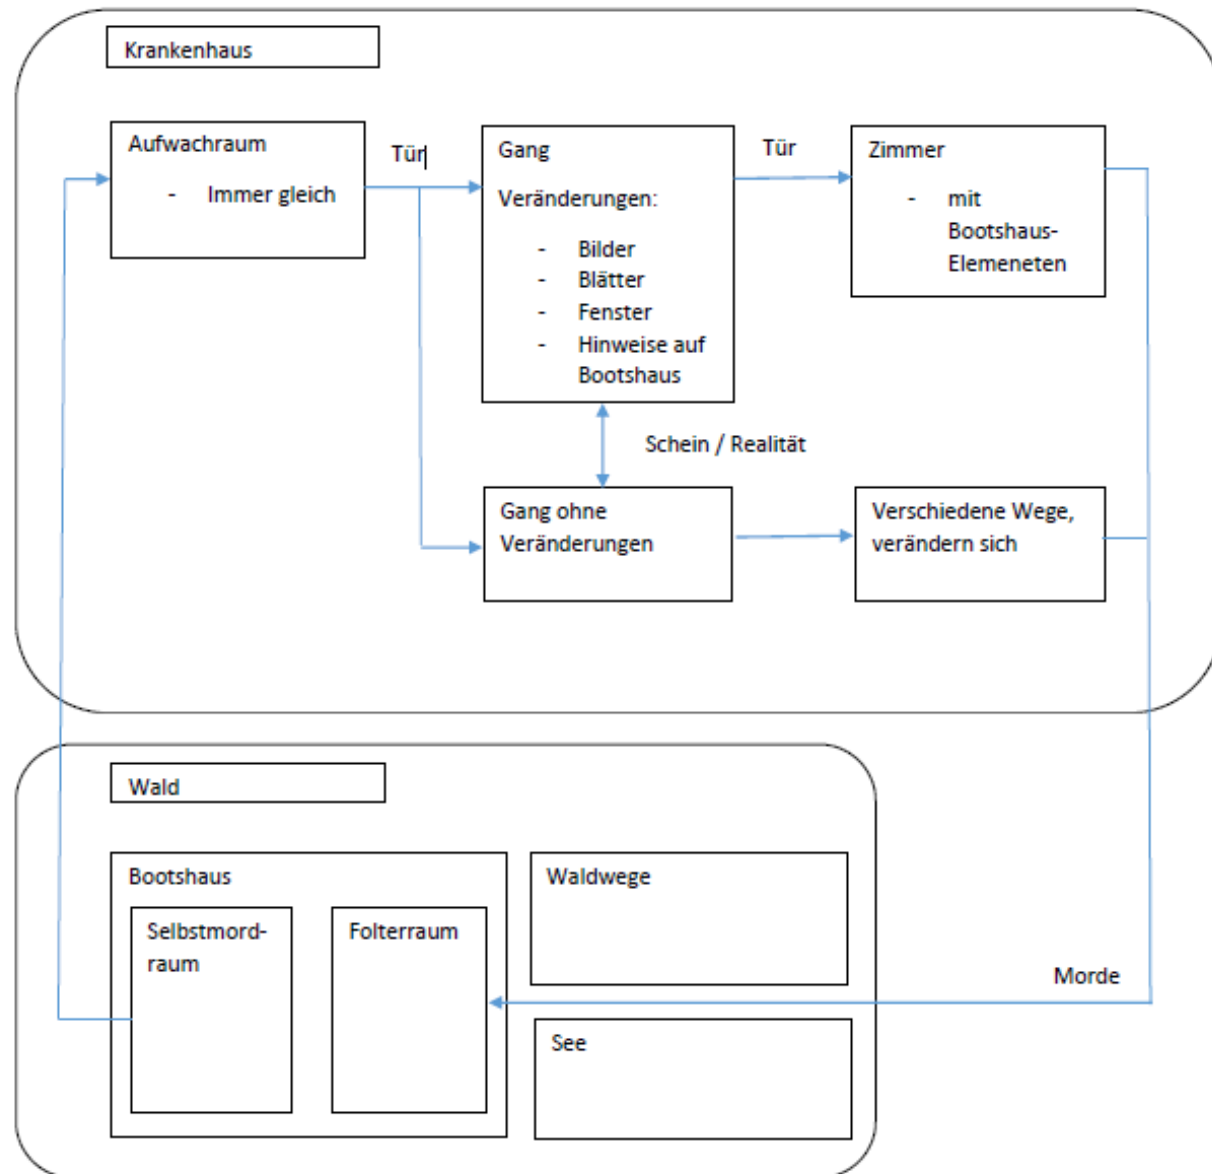 Krankenhaus
Aufwachraum
- Immer gleich
Tür
Gang
Veränderungen:
- Bilder
- Blätter
- Fenster
- Hinweise auf
Bootshaus
Tür
Zimmer
- mit
Bootshaus-
Elemeneten
Schein / Realität
Gang ohne
Veränderungen
Verschiedene Wege,
verändern sich
Wald
Bootshaus
Selbstmord-
raum
Folterraum
Waldwege
Morde
See